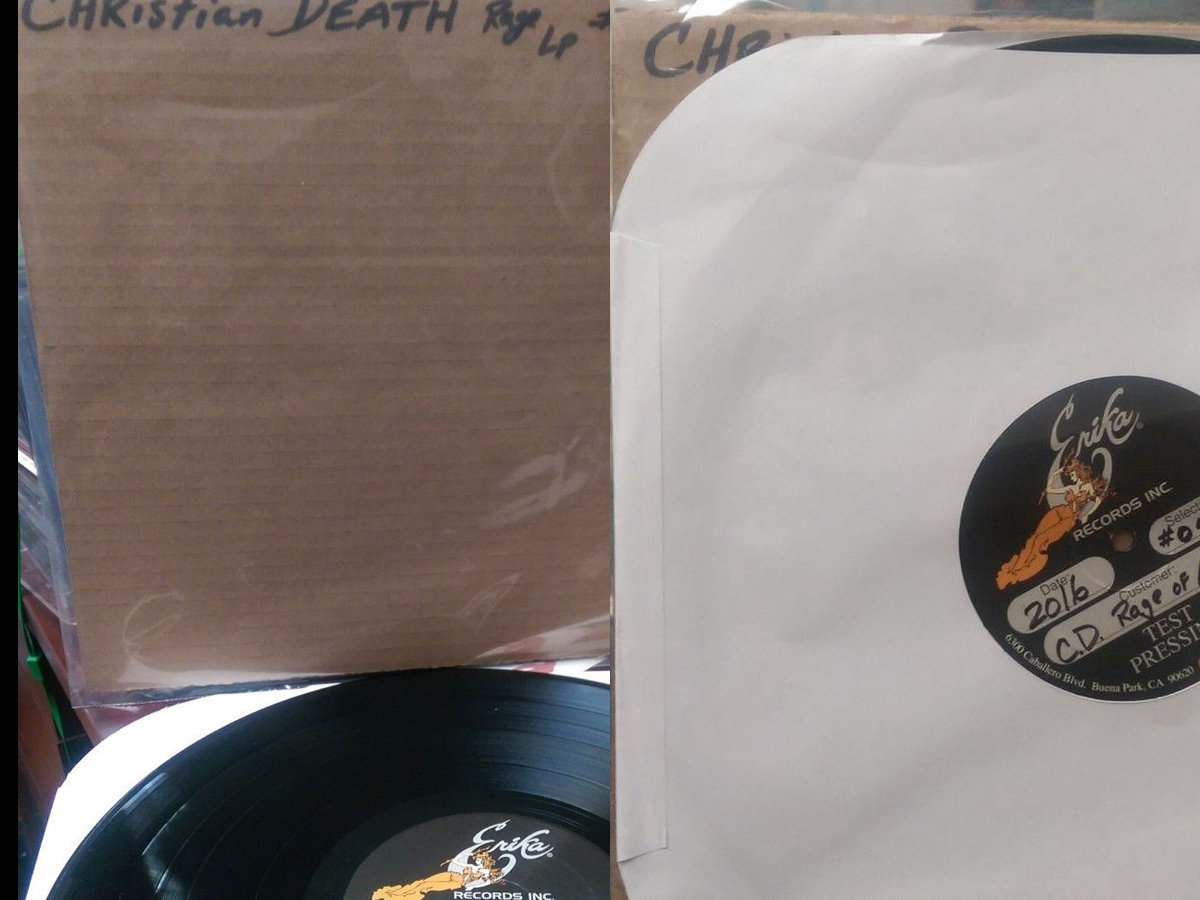 CHRistian DEATH Rage
LP
Erika®
RECORDS INC.
CHR
Erika®
RECORDS INC.
Date:
2016
Customer:
C.D. Rage of
TEST
6300 Caballero Blvd. Buena Park, CA 90620